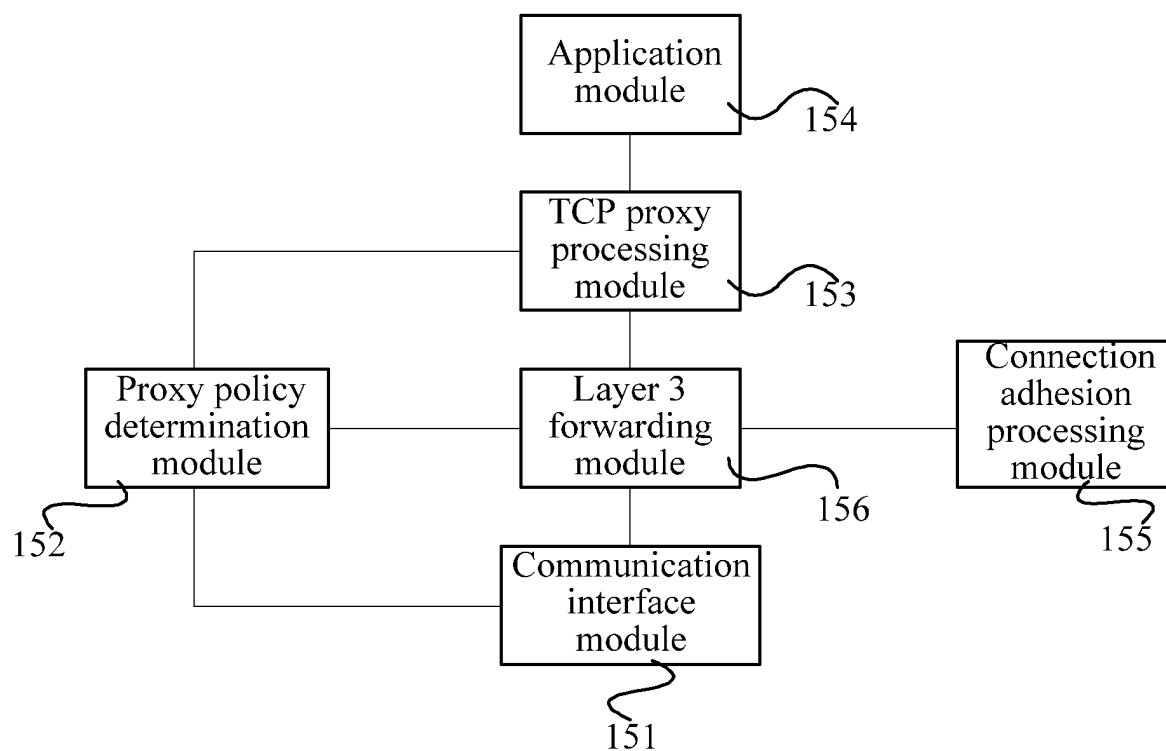 Application
module
154
TCP proxy
processing
module
153
Proxy policy
determination
module
152
Layer 3
forwarding
module
156
Connection
adhesion
processing
module
155
Communication
interface
module
151